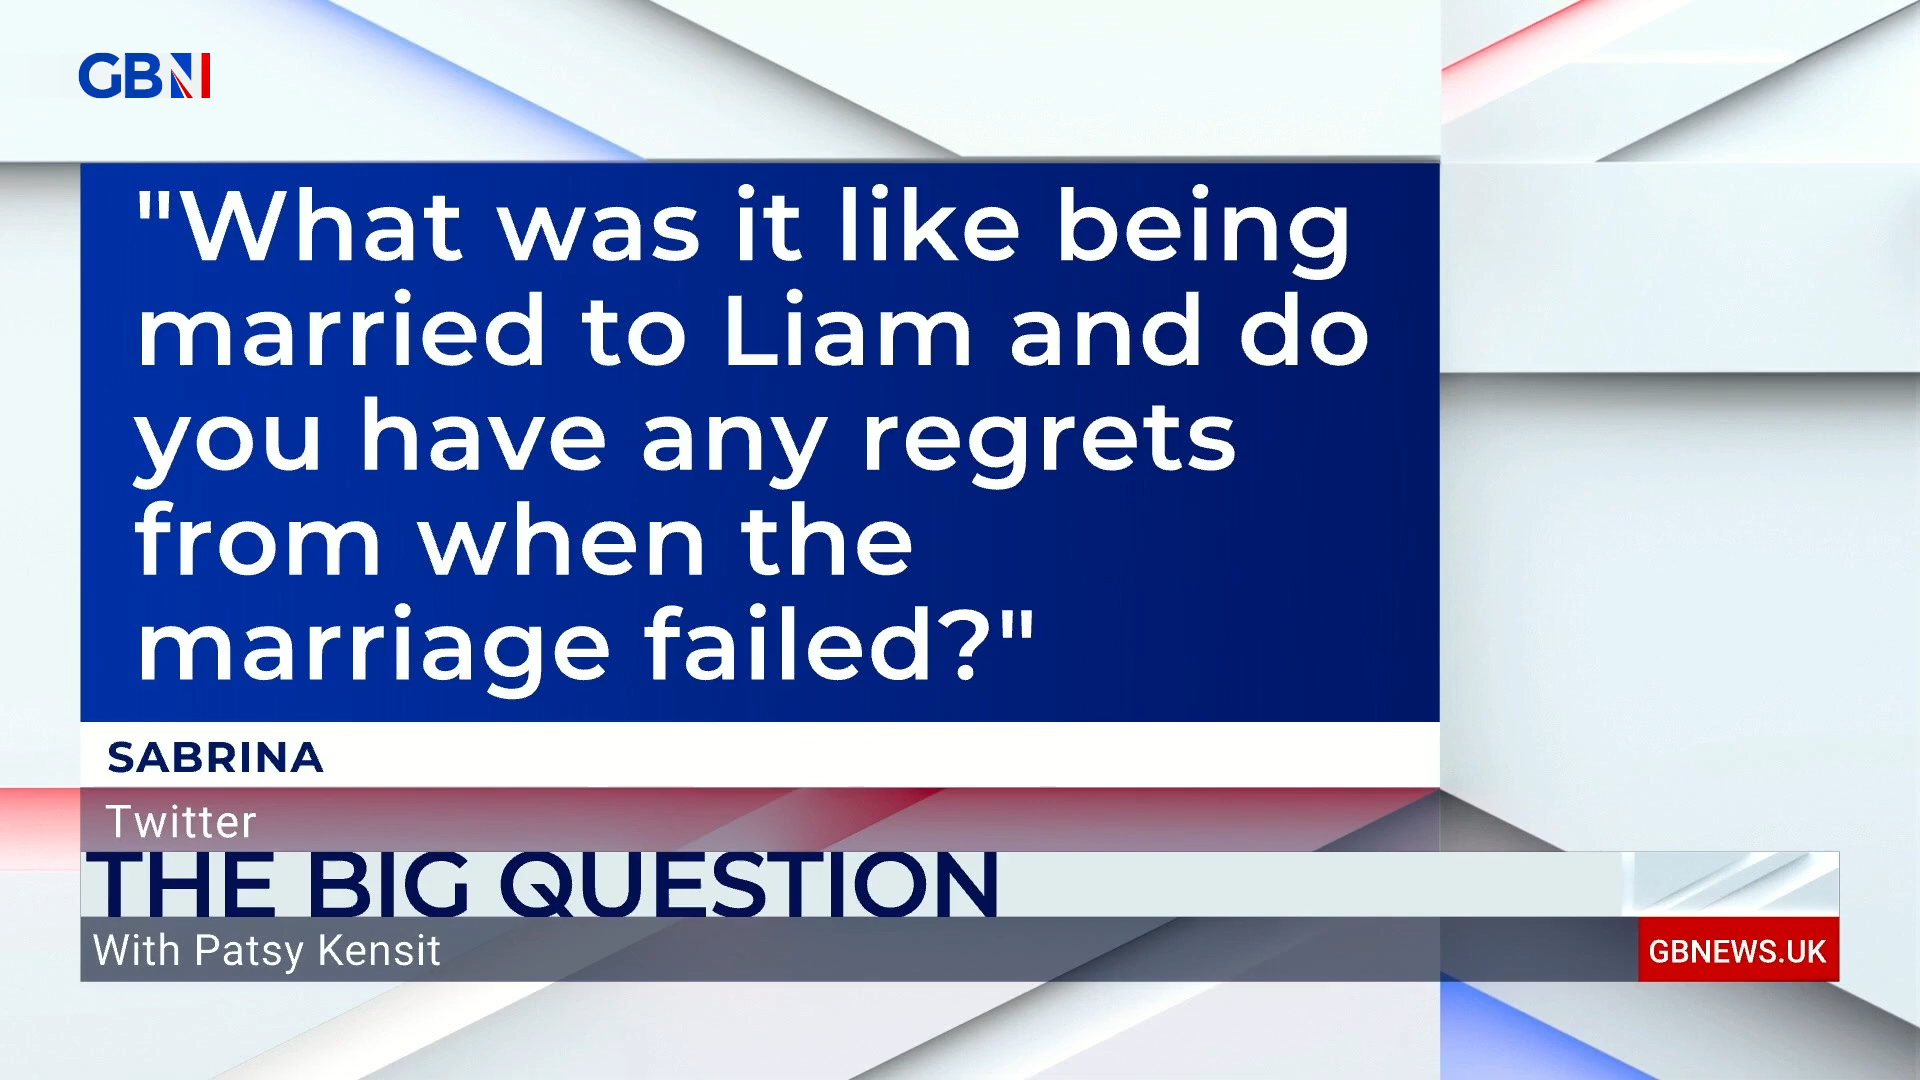 GBN
"What was it like being
married to Liam and do
you have any regrets
from when the
marriage failed?"
SABRINA
Twitter
THE BIG QUESTION
With Patsy Kensit
GBNEWS.UK